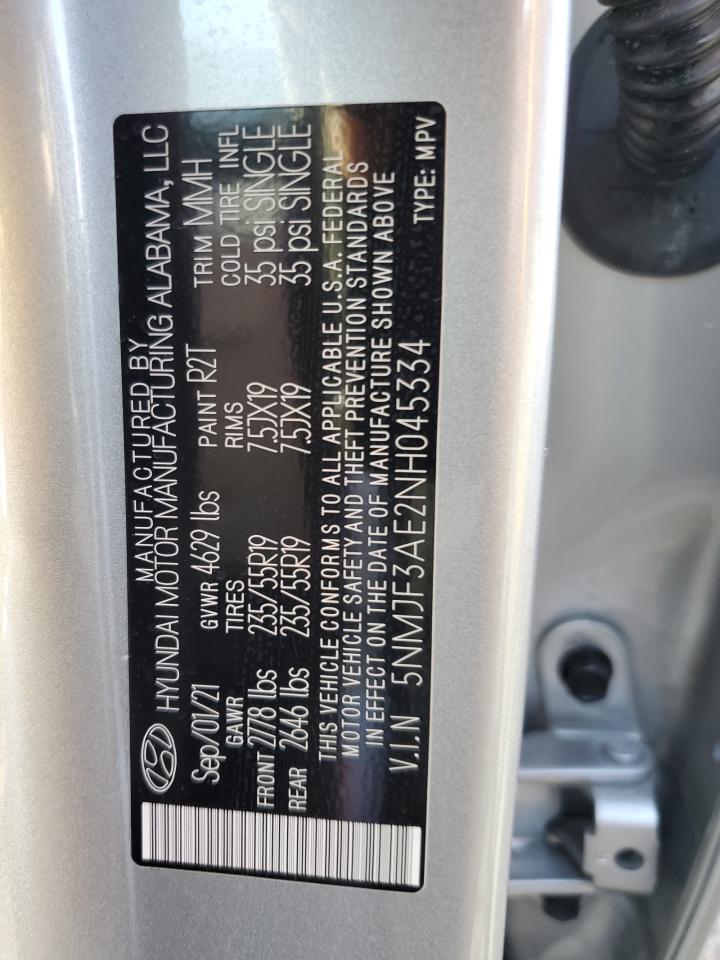 MANUFACTURED BY
HYUNDAI MOTOR MANUFACTURING ALABAMA, LLC
Sep/01/21 GVWR 4629 lbs PAINT R2T TRIM MMH
GAWR TIRES RIMS COLD TIRE INFL
FRONT 2778 lbs 235/55R19 7.5JX19 35 psi SINGLE
REAR 2646 lbs 235/55R19 7.5JX19 35 psi SINGLE
THIS VEHICLE CONFORMS TO ALL APPLICABLE U.S.A. FEDERAL
MOTOR VEHICLE SAFETY AND THEFT PREVENTION STANDARDS
IN EFFECT ON THE DATE OF MANUFACTURE SHOWN ABOVE
V.I.N 5NMJF3AE2NH045334 TYPE: MPV